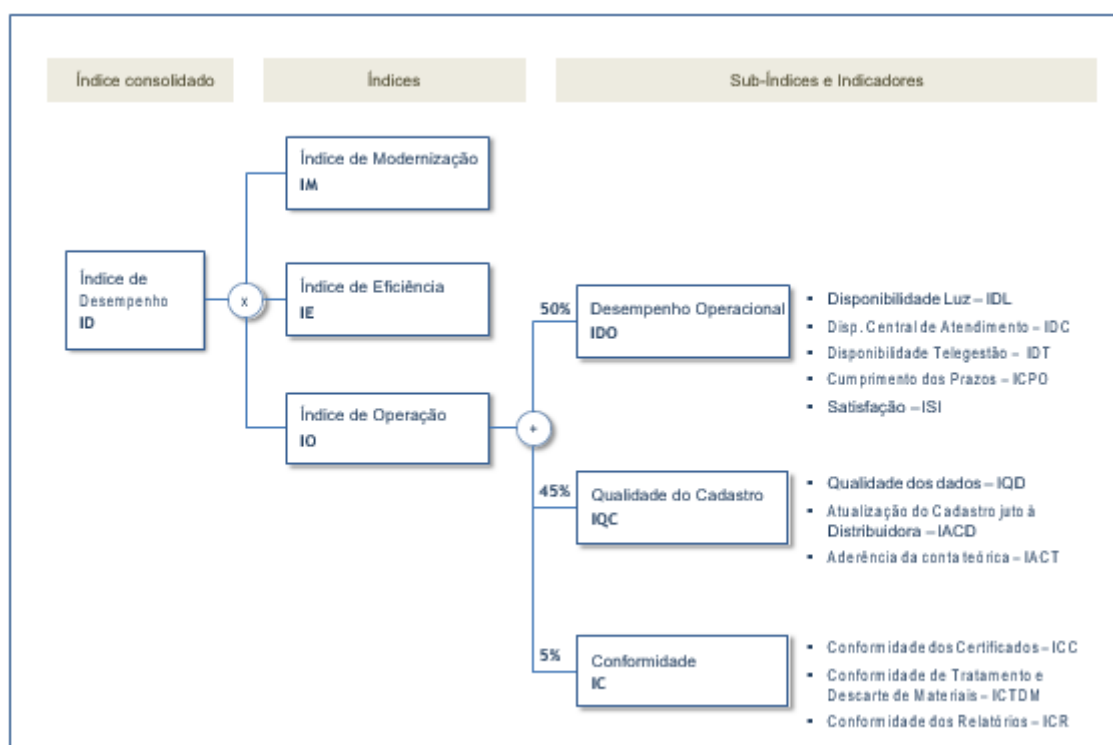 Índice consolidado
Índices
Sub-Índices e Indicadores
Índice de Modernização
IM
Índice de
Desempenho
ID
x
Índice de Eficiência
IE
Índice de Operação
IO
+
50%
Desempenho Operacional
IDO
▪ Disponibilidade Luz – IDL
▪ Disp. Central de Atendimento – IDC
▪ Disponibilidade Telegestão – IDT
▪ Cumprimento dos Prazos – ICPO
▪ Satisfação – ISI
45%
Qualidade do Cadastro
IQC
▪ Qualidade dos dados – IQD
▪ Atualização do Cadastro juto à
Distribuidora – IACD
▪ Aderência da conta teórica – IACT
5%
Conformidade
IC
▪ Conformidade dos Certificados – ICC
▪ Conformidade de Tratamento e
Descarte de Materiais – ICTDM
▪ Conformidade dos Relatórios – ICR